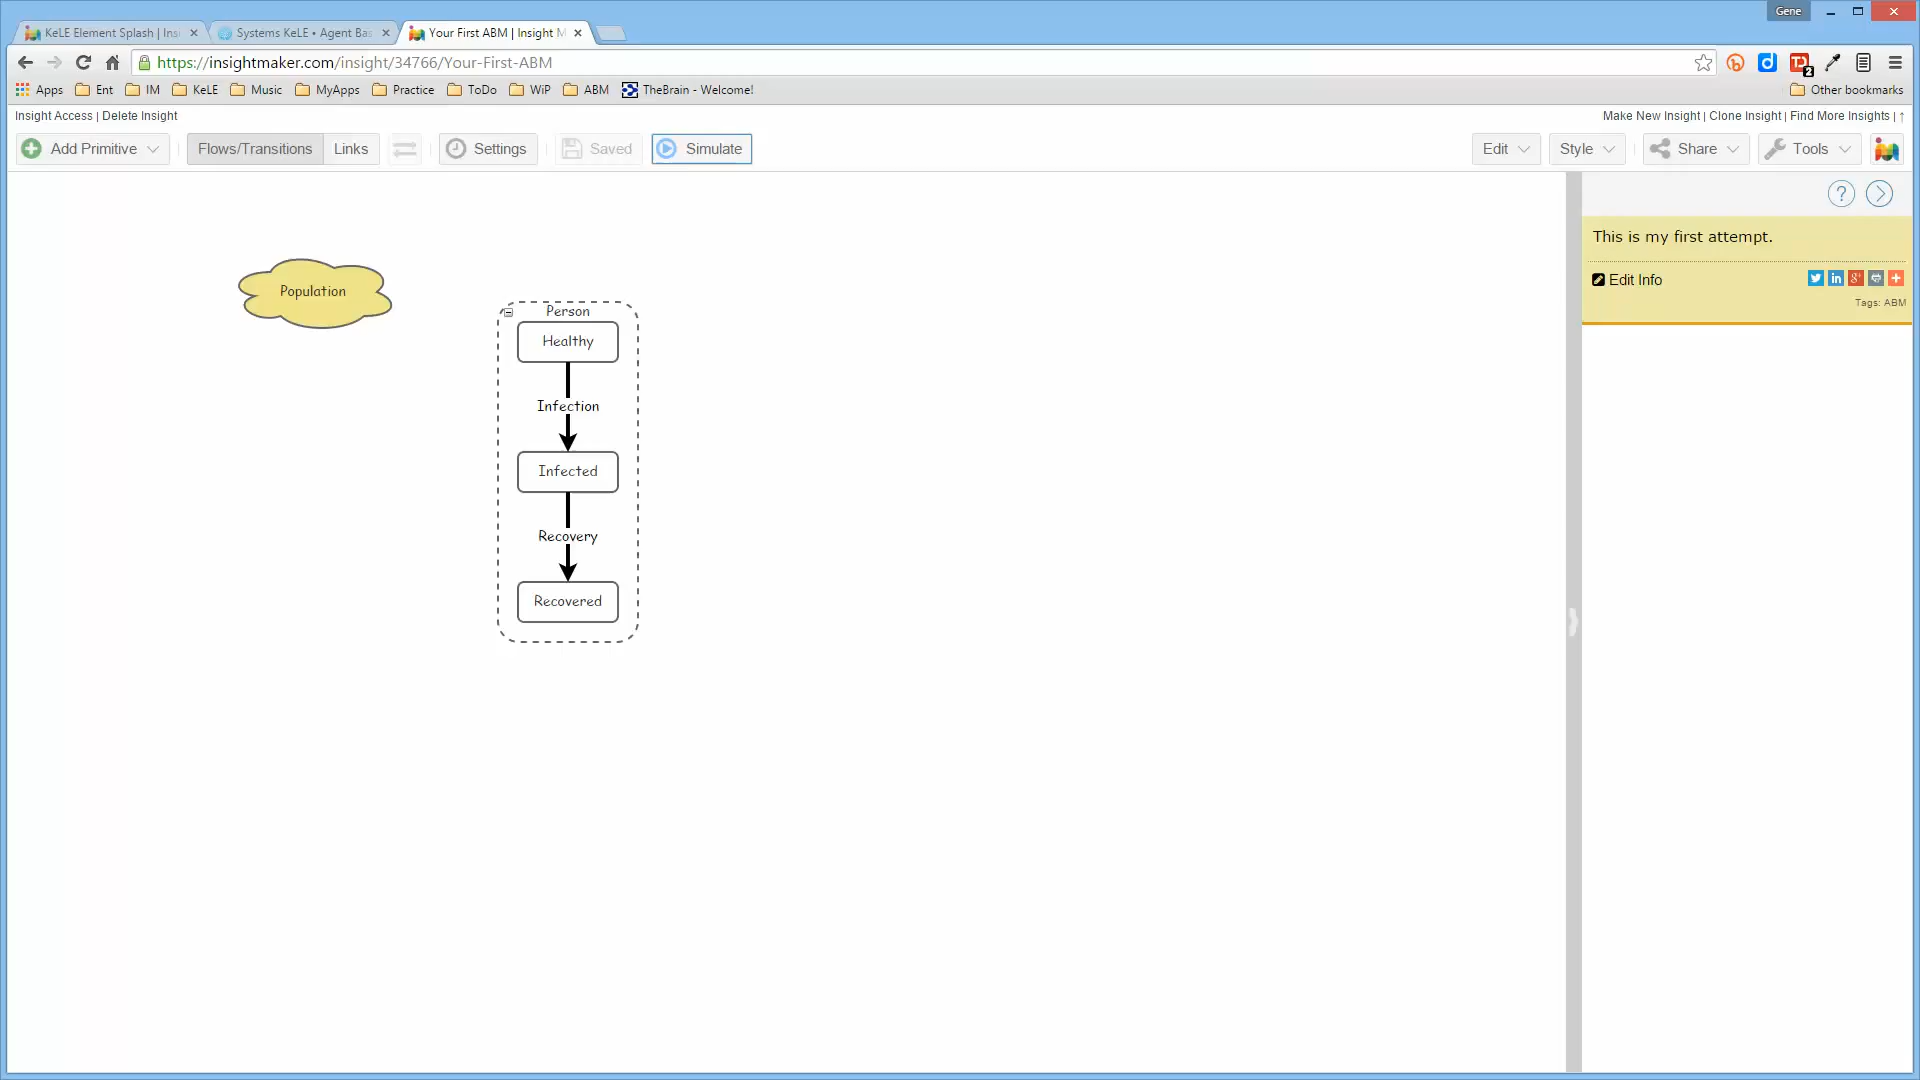 Gene
KeLE Element Splash | Ins
Systems KeLE • Agent Bas
Your First ABM | Insight M
https://insightmaker.com/insight/34766/Your-First-ABM
Apps Ent IM KeLE Music MyApps Practice ToDo WiP ABM TheBrain - Welcome! Other bookmarks
Insight Access | Delete Insight
Make New Insight | Clone Insight | Find More Insights | ↑
Add Primitive Flows/Transitions Links Settings Saved Simulate Edit Style Share Tools
This is my first attempt.
Edit Info
Tags: ABM
Population
Person
Healthy
Infection
Infected
Recovery
Recovered